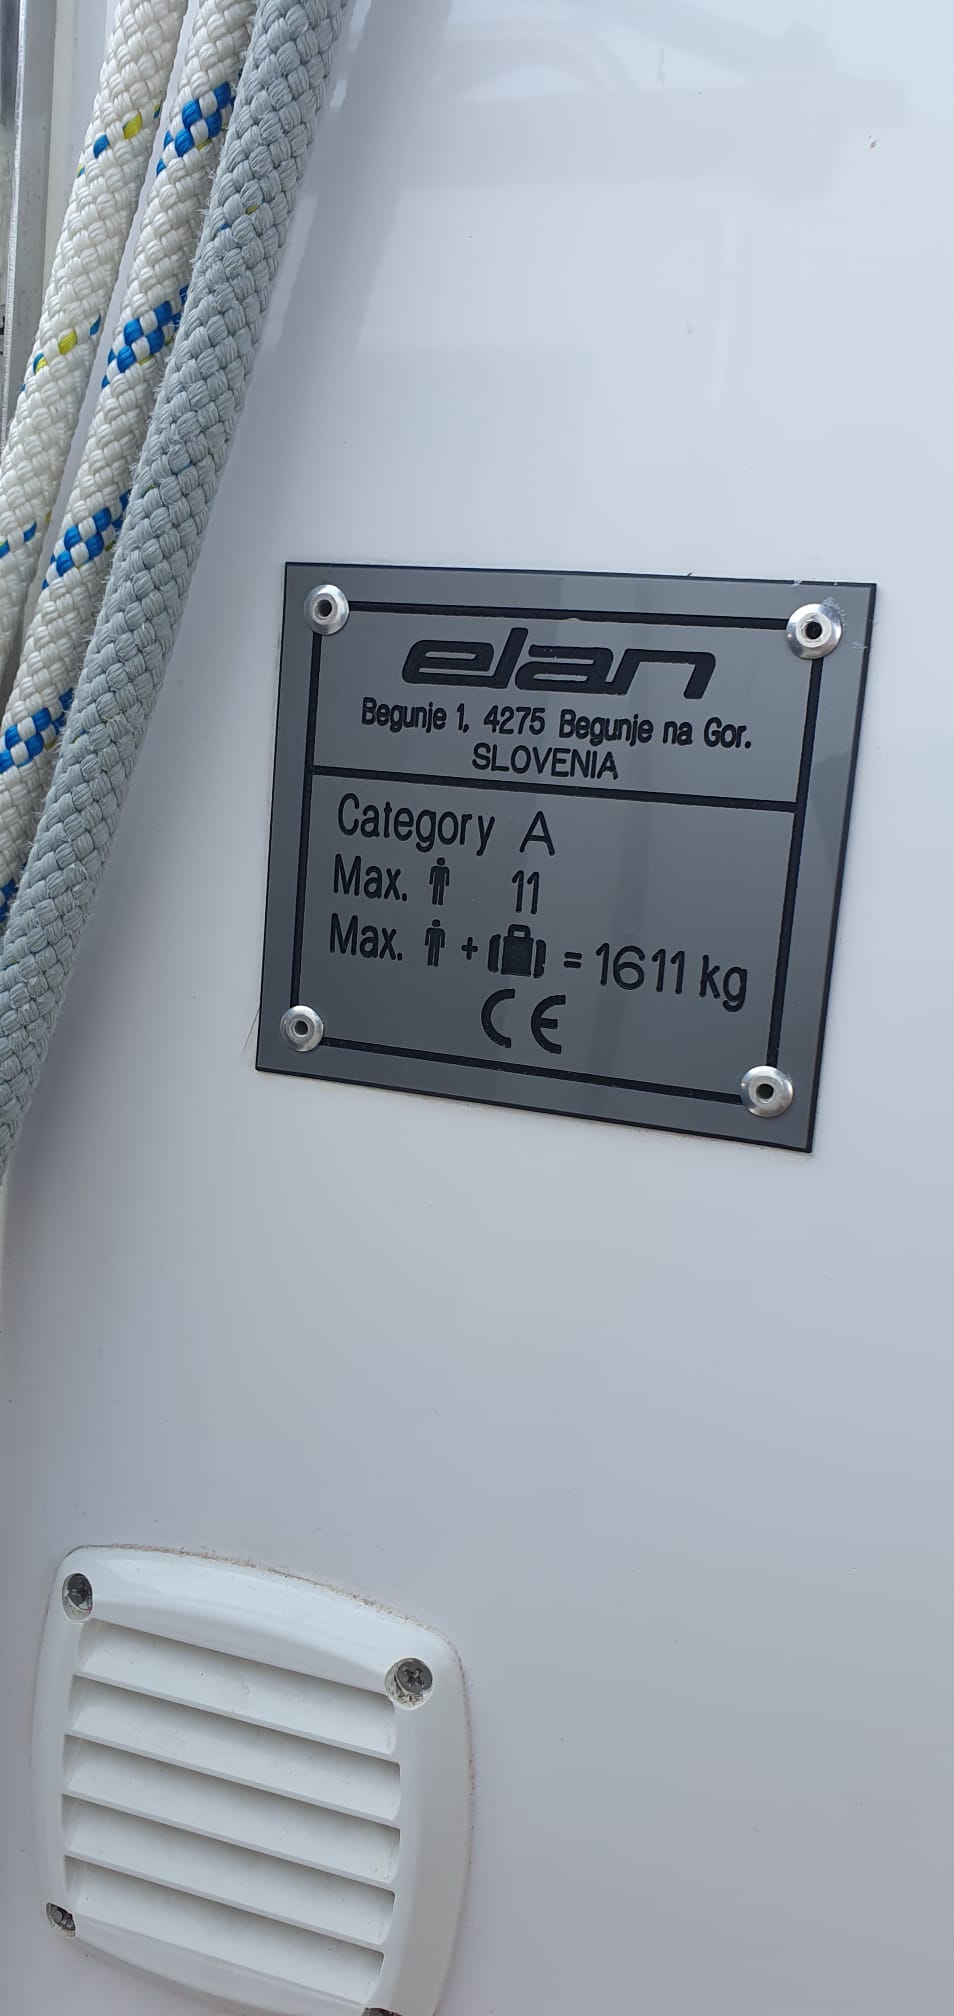 elan
Begunje 1, 4275 Begunje na Gor.
SLOVENIA
Category A
Max. 11
Max. + = 1611 kg
CE